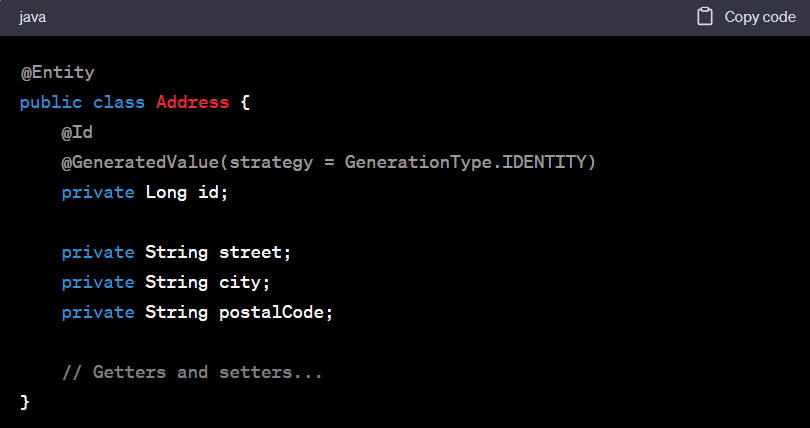 java
Copy code
@Entity
public class Address {
@Id
@GeneratedValue(strategy = GenerationType.IDENTITY)
private Long id;
private String street;
private String city;
private String postalCode;
// Getters and setters...
}